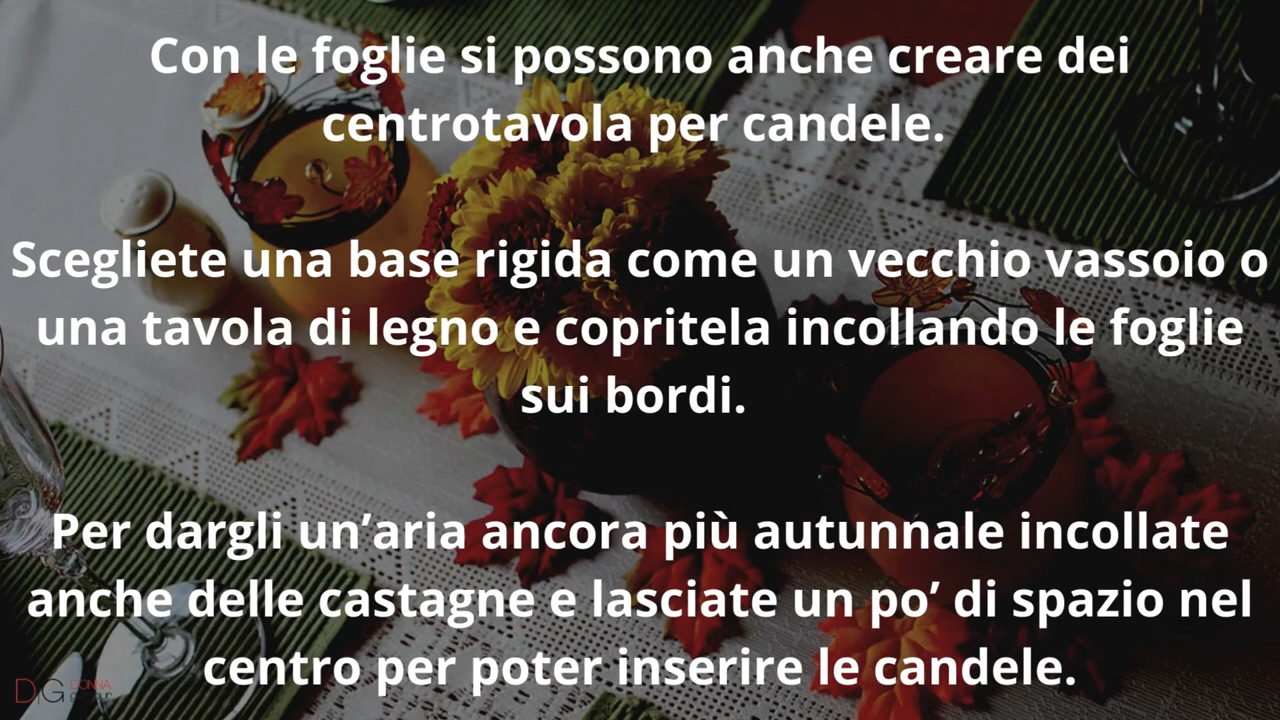 Con le foglie si possono anche creare dei
centrotavola per candele.
Scegliete una base rigida come un vecchio vassoio o
una tavola di legno e copritela incollando le foglie
sui bordi.
Per dargli un’aria ancora più autunnale incollate
anche delle castagne e lasciate un po’ di spazio nel
centro per poter inserire le candele.
DG DONNA